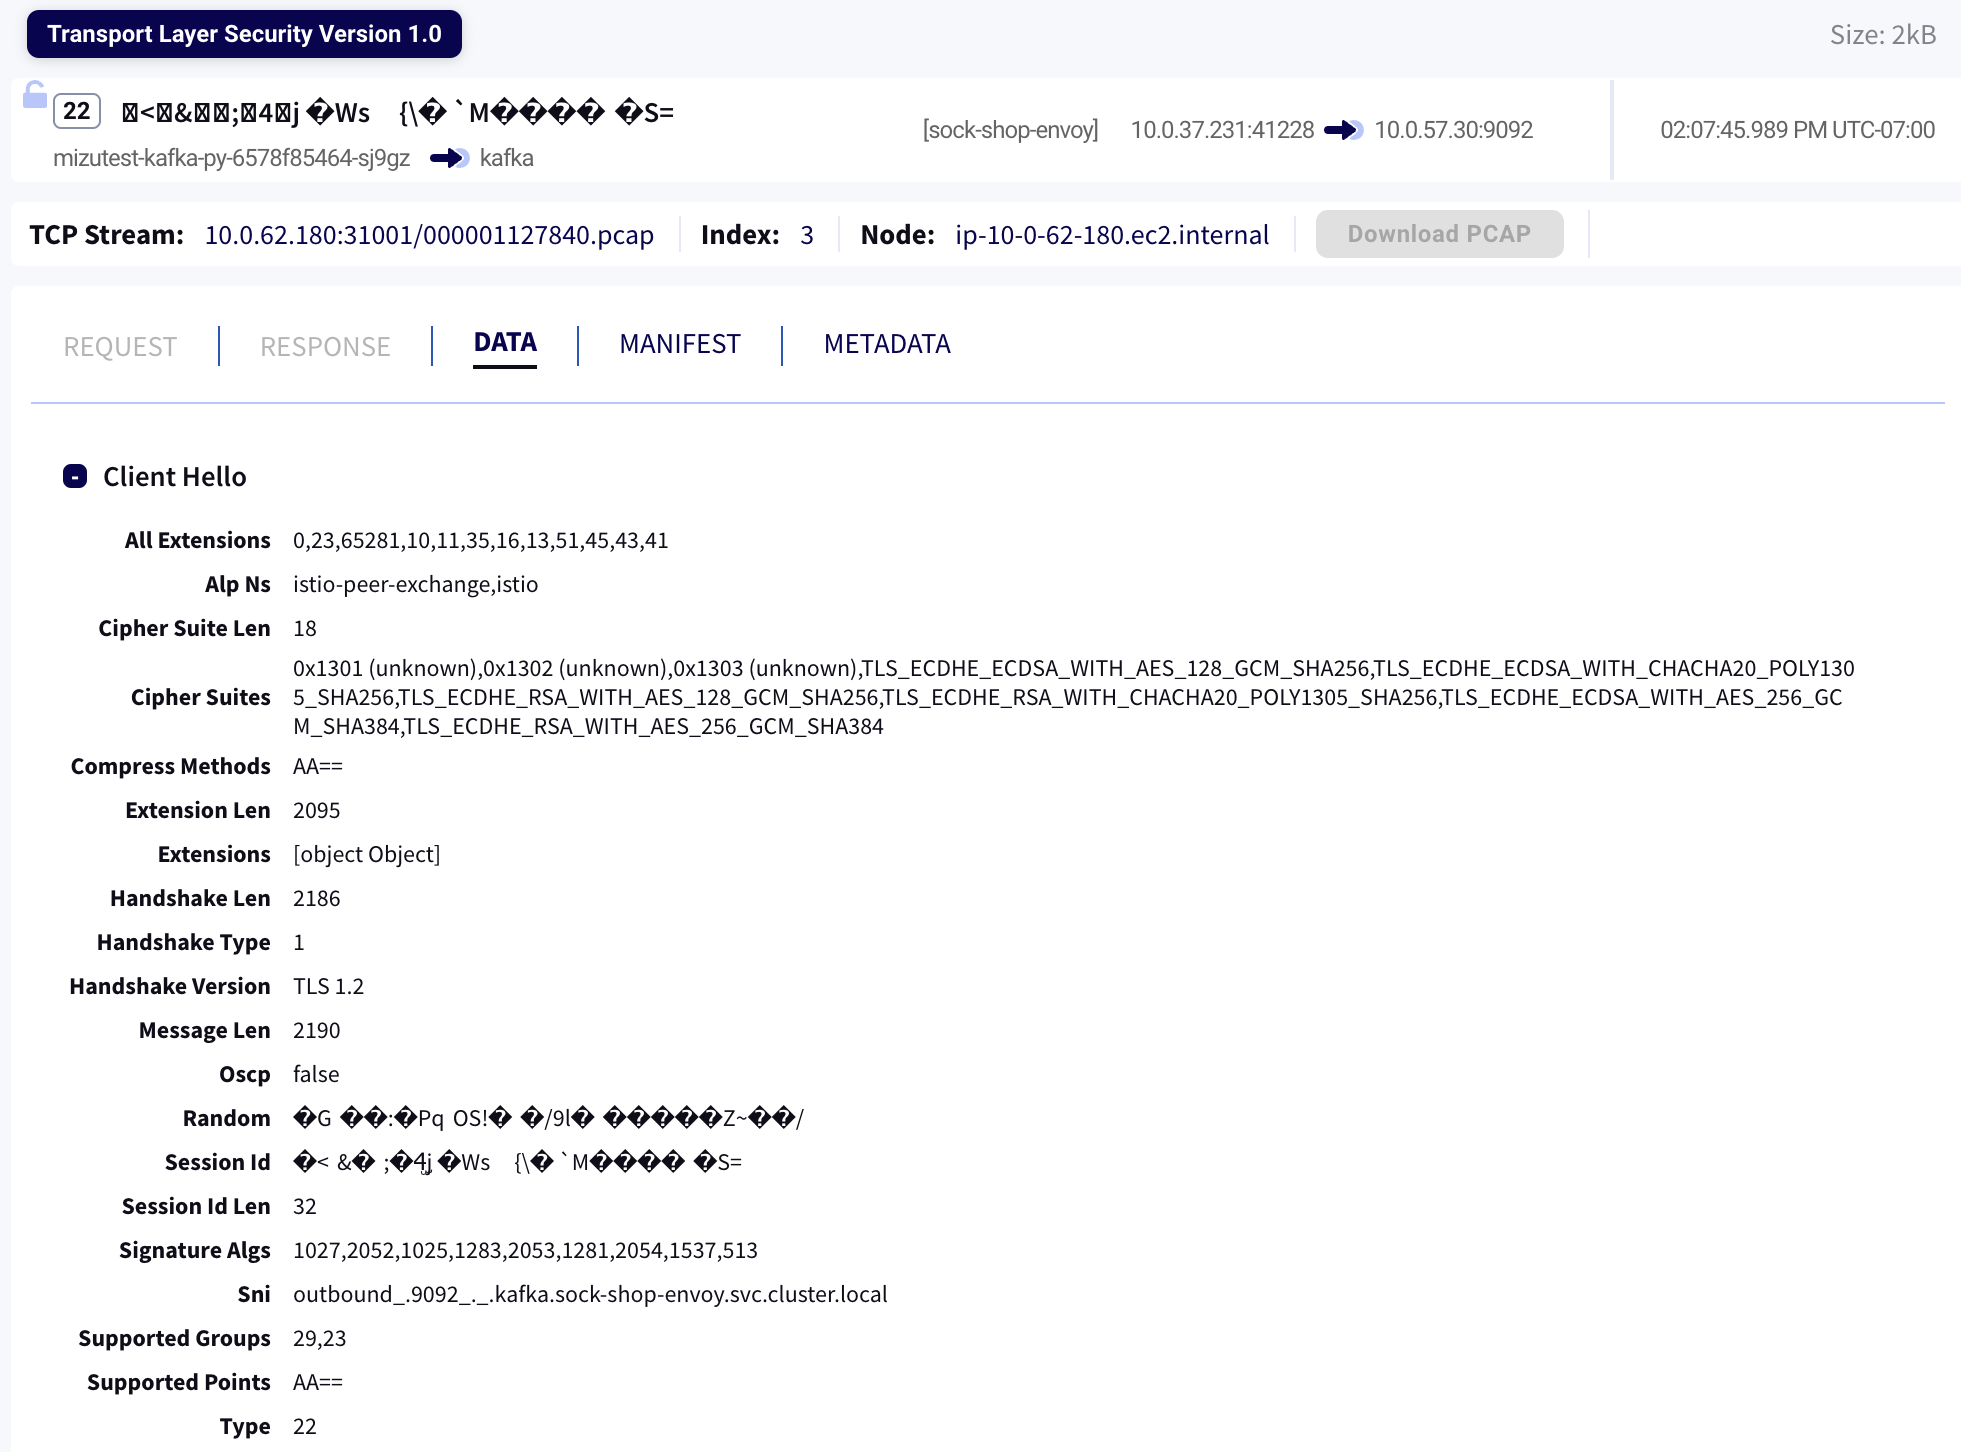 Transport Layer Security Version 1.0
Size: 2kB
22 �<�&��;�4�j �Ws {\� `M���� �S=
[sock-shop-envoy] 10.0.37.231:41228 10.0.57.30:9092 02:07:45.989 PM UTC-07:00
mizutest-kafka-py-6578f85464-sj9gz kafka
TCP Stream: 10.0.62.180:31001/000001127840.pcap Index: 3 Node: ip-10-0-62-180.ec2.internal Download PCAP
REQUEST RESPONSE DATA MANIFEST METADATA
- Client Hello
All Extensions 0,23,65281,10,11,35,16,13,51,45,43,41
Alp Ns istio-peer-exchange,istio
Cipher Suite Len 18
Cipher Suites 0x1301 (unknown),0x1302 (unknown),0x1303 (unknown),TLS_ECDHE_ECDSA_WITH_AES_128_GCM_SHA256,TLS_ECDHE_ECDSA_WITH_CHACHA20_POLY130
5_SHA256,TLS_ECDHE_RSA_WITH_AES_128_GCM_SHA256,TLS_ECDHE_RSA_WITH_CHACHA20_POLY1305_SHA256,TLS_ECDHE_ECDSA_WITH_AES_256_GC
M_SHA384,TLS_ECDHE_RSA_WITH_AES_256_GCM_SHA384
Compress Methods AA==
Extension Len 2095
Extensions [object Object]
Handshake Len 2186
Handshake Type 1
Handshake Version TLS 1.2
Message Len 2190
Oscp false
Random �G ��:�Pq OS!� �/9l� �����Z~��/
Session Id �< &� ;�4j �Ws {\� `M���� �S=
Session Id Len 32
Signature Algs 1027,2052,1025,1283,2053,1281,2054,1537,513
Sni outbound_.9092_._.kafka.sock-shop-envoy.svc.cluster.local
Supported Groups 29,23
Supported Points AA==
Type 22